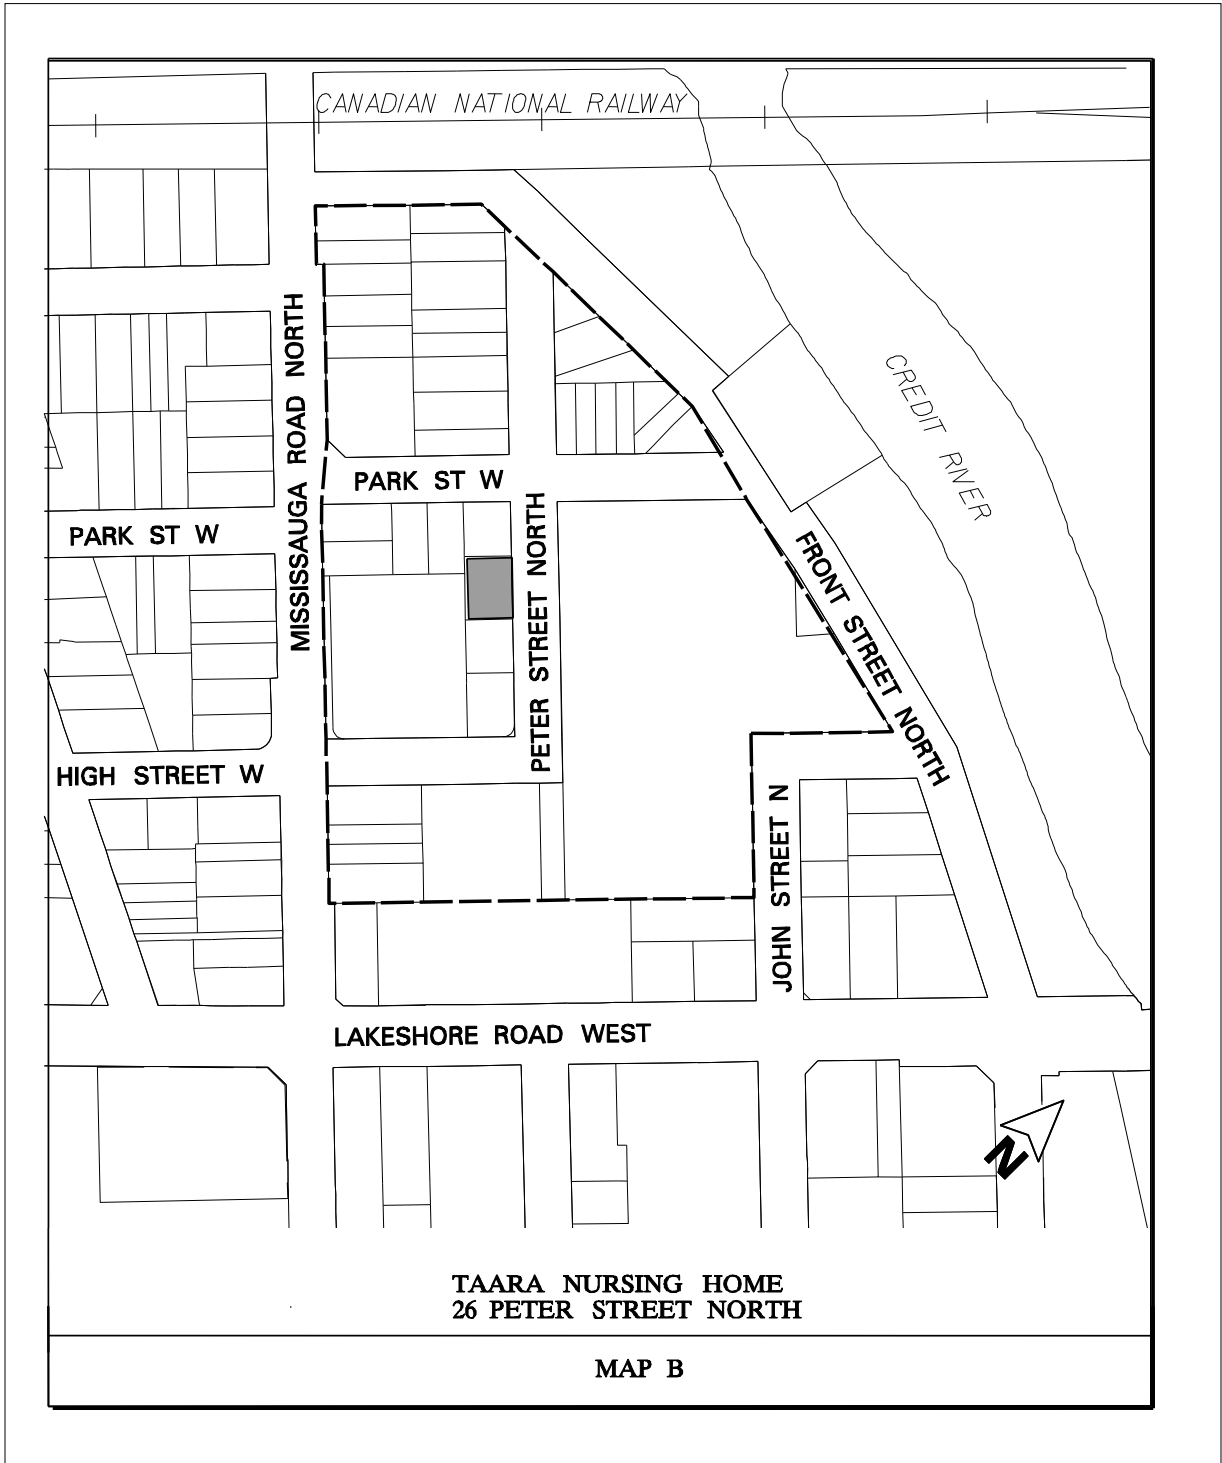 CANADIAN NATIONAL RAILWAY
MISSISSAUGA ROAD NORTH
CREDIT RIVER
PARK ST W
PARK ST W
PETER STREET NORTH
FRONT STREET NORTH
HIGH STREET W
JOHN STREET N
LAKESHORE ROAD WEST
N
TAARA NURSING HOME
26 PETER STREET NORTH
MAP B